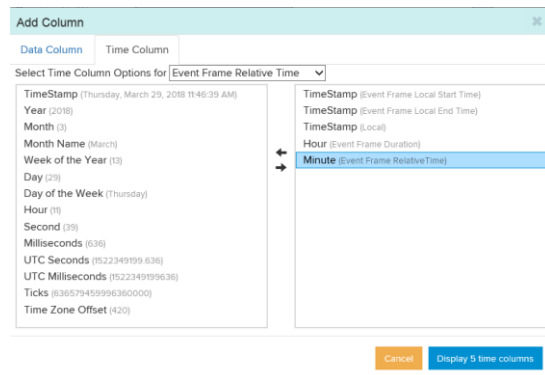 Add Column
Data Column
Time Column
Select Time Column Options for Event Frame Relative Time
TimeStamp (Thursday, March 29, 2018 11:46:39 AM)
Year (2018)
Month (3)
Month Name (March)
Week of the Year (13)
Day (29)
Day of the Week (Thursday)
Hour (11)
Second (39)
Milliseconds (636)
UTC Seconds (1522349199.636)
UTC Milliseconds (1522349199636)
Ticks (636579459996360000)
Time Zone Offset (420)
TimeStamp (Event Frame Local Start Time)
TimeStamp (Event Frame Local End Time)
TimeStamp (Local)
Hour (Event Frame Duration)
Minute (Event Frame RelativeTime)
Cancel
Display 5 time columns